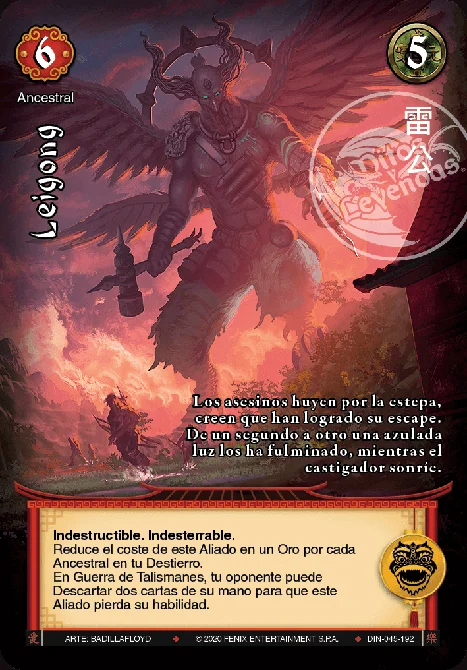 6
5
Ancestral
Leigong
雷公
Mitos y
Leyendas
Los asesinos huyen por la estepa,
creen que han logrado su escape.
De un segundo a otro una azulada
luz los ha fulminado, mientras el
castigador sonríe.
Indestructible. Indesterrable.
Reduce el coste de este Aliado en un Oro por cada
Ancestral en tu Destierro.
En Guerra de Talismanes, tu oponente puede
Descartar dos cartas de su mano para que este
Aliado pierda su habilidad.
ARTE: BADILLAFLOYD ◆ © 2020 FENIX ENTERTAINMENT S.P.A. ◆ DIN-045-192